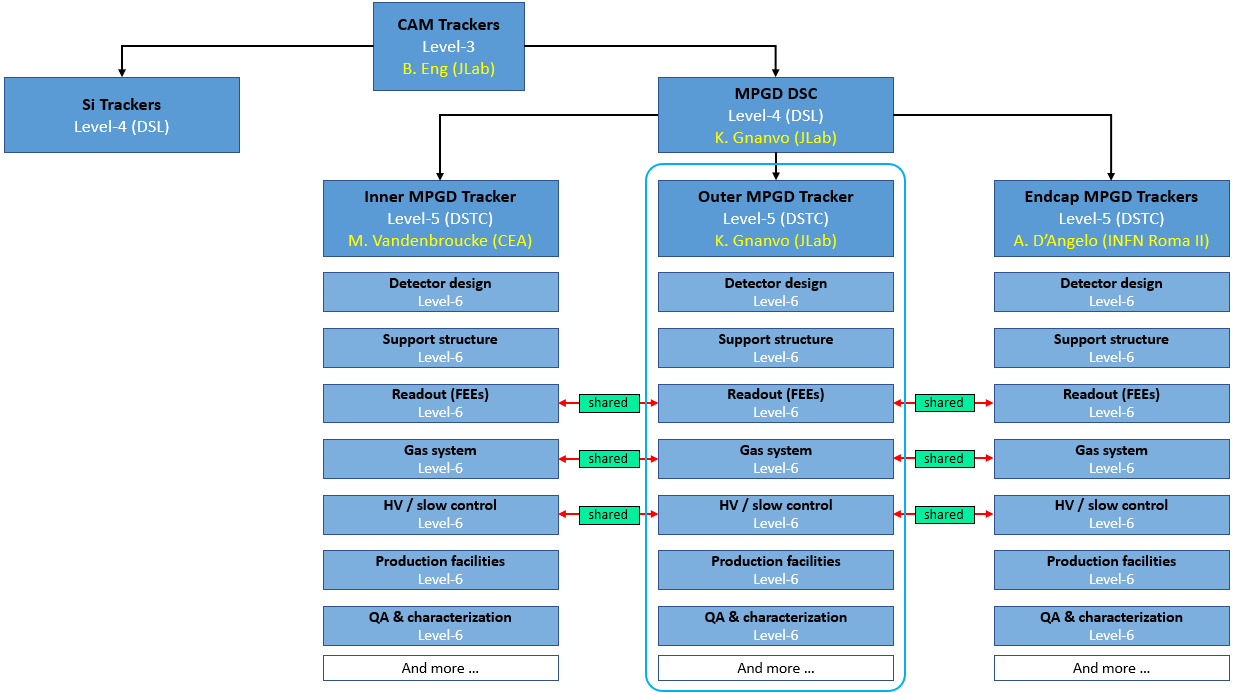 CAM Trackers
Level-3
B. Eng (JLab)
Si Trackers
Level-4 (DSL)
MPGD DSC
Level-4 (DSL)
K. Gnanvo (JLab)
Inner MPGD Tracker
Level-5 (DSTC)
M. Vandenbroucke (CEA)
Outer MPGD Tracker
Level-5 (DSTC)
K. Gnanvo (JLab)
Endcap MPGD Trackers
Level-5 (DSTC)
A. D’Angelo (INFN Roma II)
Detector design
Level-6
Detector design
Level-6
Detector design
Level-6
Support structure
Level-6
Support structure
Level-6
Support structure
Level-6
Readout (FEEs)
Level-6
shared
Readout (FEEs)
Level-6
shared
Readout (FEEs)
Level-6
Gas system
Level-6
shared
Gas system
Level-6
shared
Gas system
Level-6
HV / slow control
Level-6
shared
HV / slow control
Level-6
shared
HV / slow control
Level-6
Production facilities
Level-6
Production facilities
Level-6
Production facilities
Level-6
QA & characterization
Level-6
QA & characterization
Level-6
QA & characterization
Level-6
And more ...
And more ...
And more ...